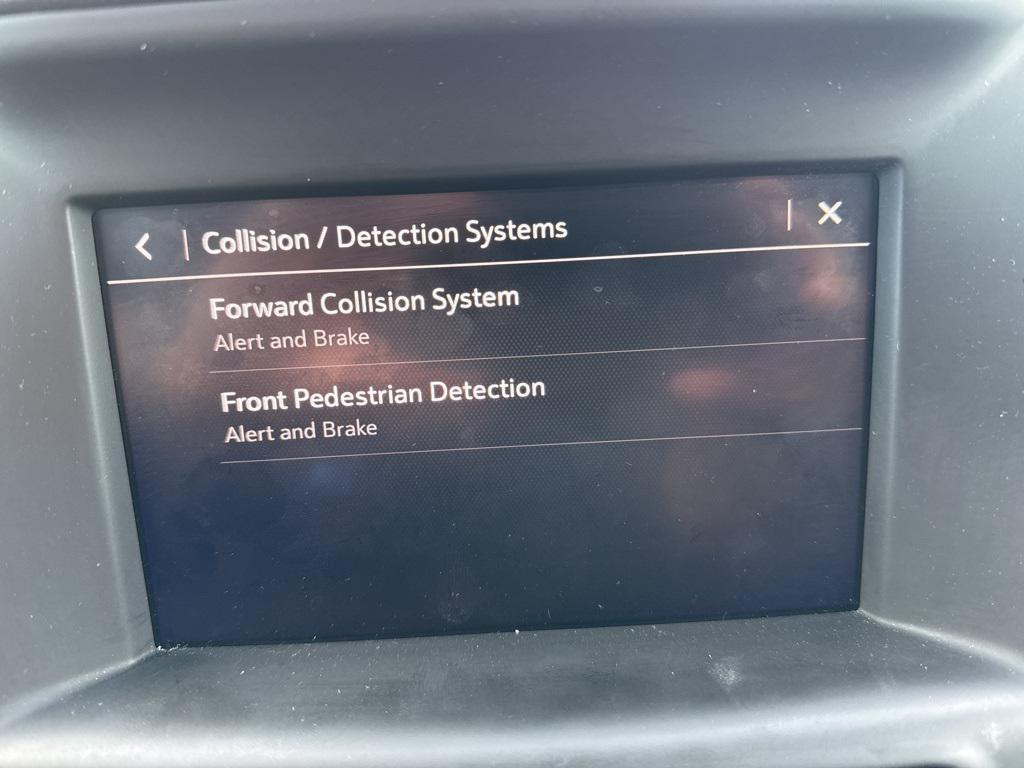 Collision / Detection Systems
Forward Collision System
Alert and Brake
Front Pedestrian Detection
Alert and Brake